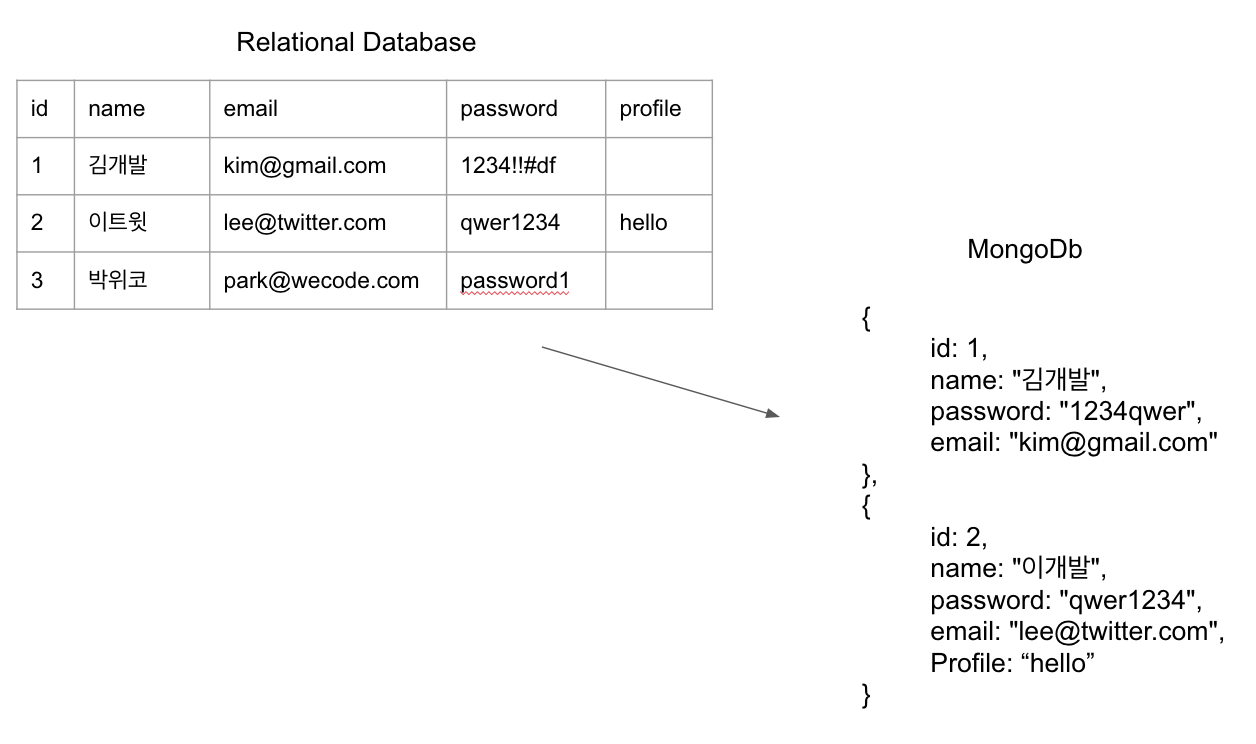 Relational Database
id name email password profile
1 김개발 kim@gmail.com 1234!!#df
2 이트윗 lee@twitter.com qwer1234 hello
3 박위코 park@wecode.com password1
MongoDb
{
id: 1,
name: "김개발",
password: "1234qwer",
email: "kim@gmail.com"
},
{
id: 2,
name: "이개발",
password: "qwer1234",
email: "lee@twitter.com",
Profile: “hello”
}